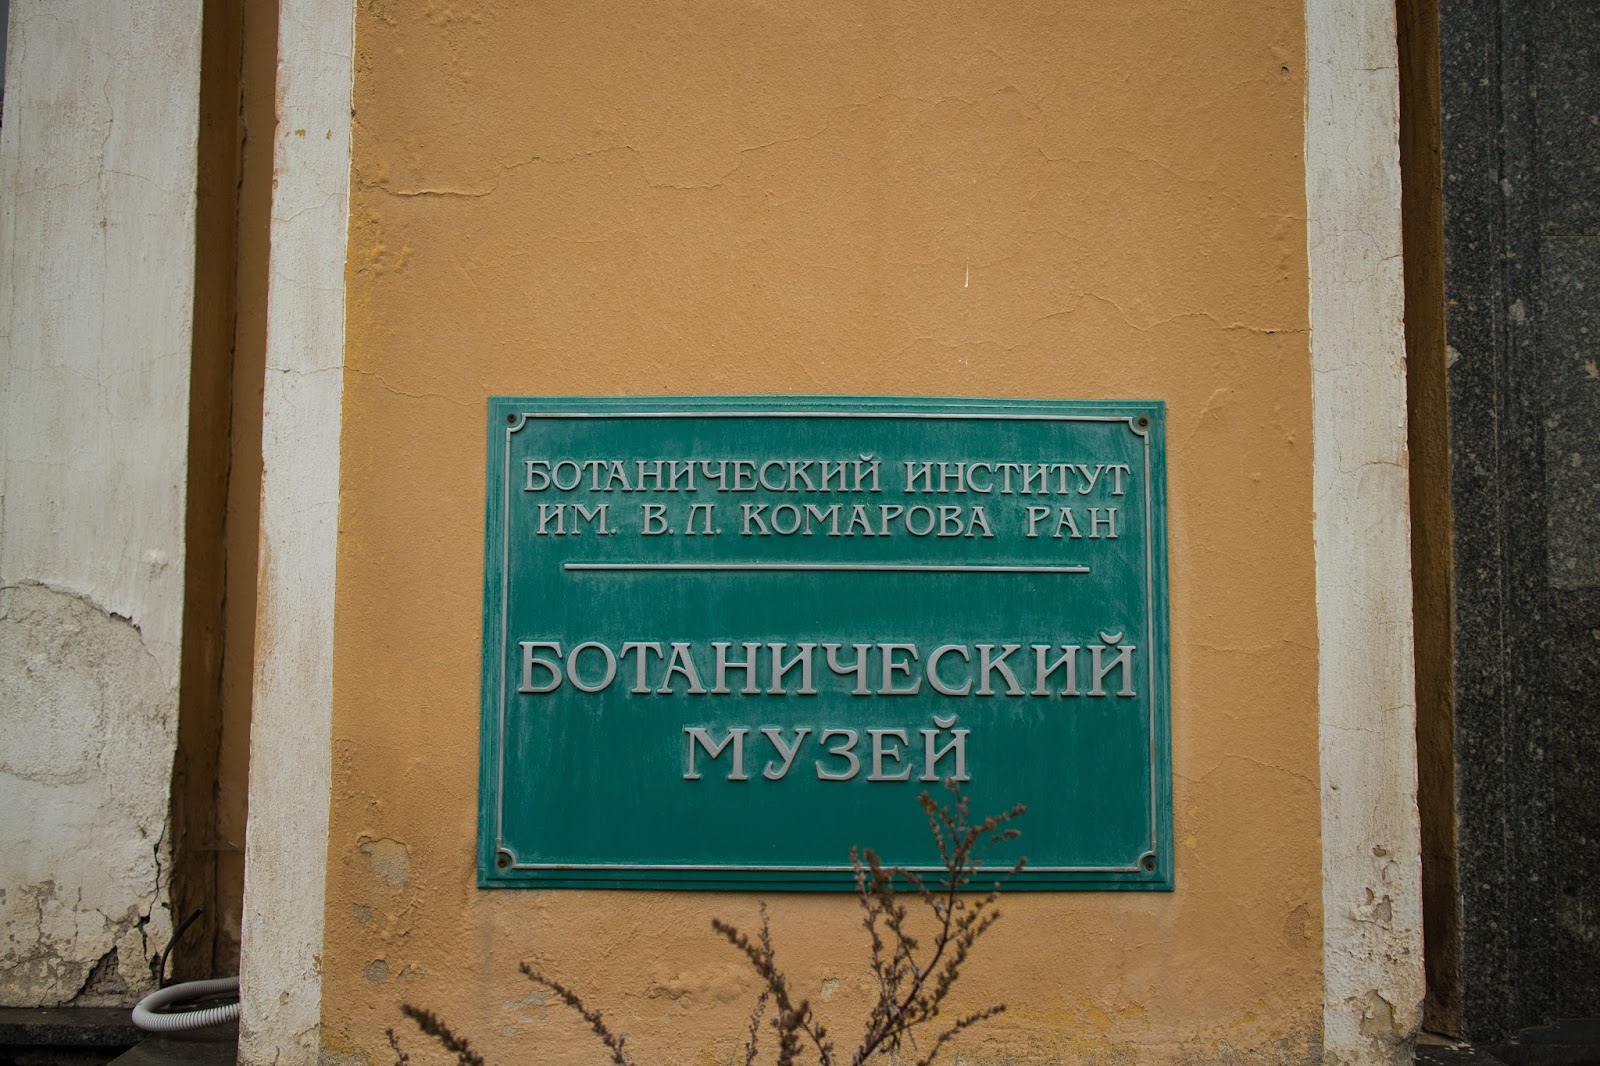 БОТАНИЧЕСКИЙ ИНСТИТУТ
ИМ. В.Л. КОМАРОВА РАН
БОТАНИЧЕСКИЙ
МУЗЕЙ